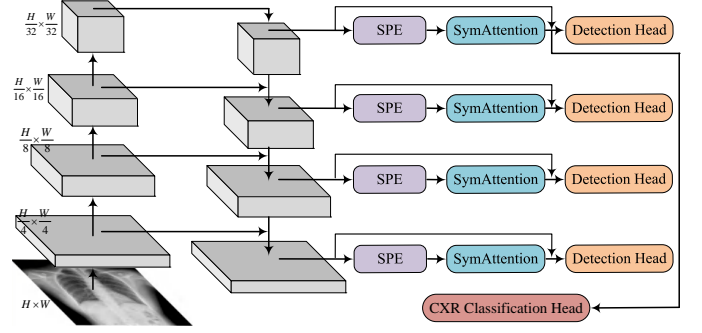 H/32 × W/32
SPE
SymAttention
Detection Head
H/16 × W/16
SPE
SymAttention
Detection Head
H/8 × W/8
SPE
SymAttention
Detection Head
H/4 × W/4
SPE
SymAttention
Detection Head
H×W
CXR Classification Head